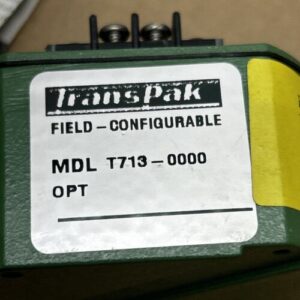 TransPak
FIELD-CONFIGURABLE
MDL T713-0000
OPT